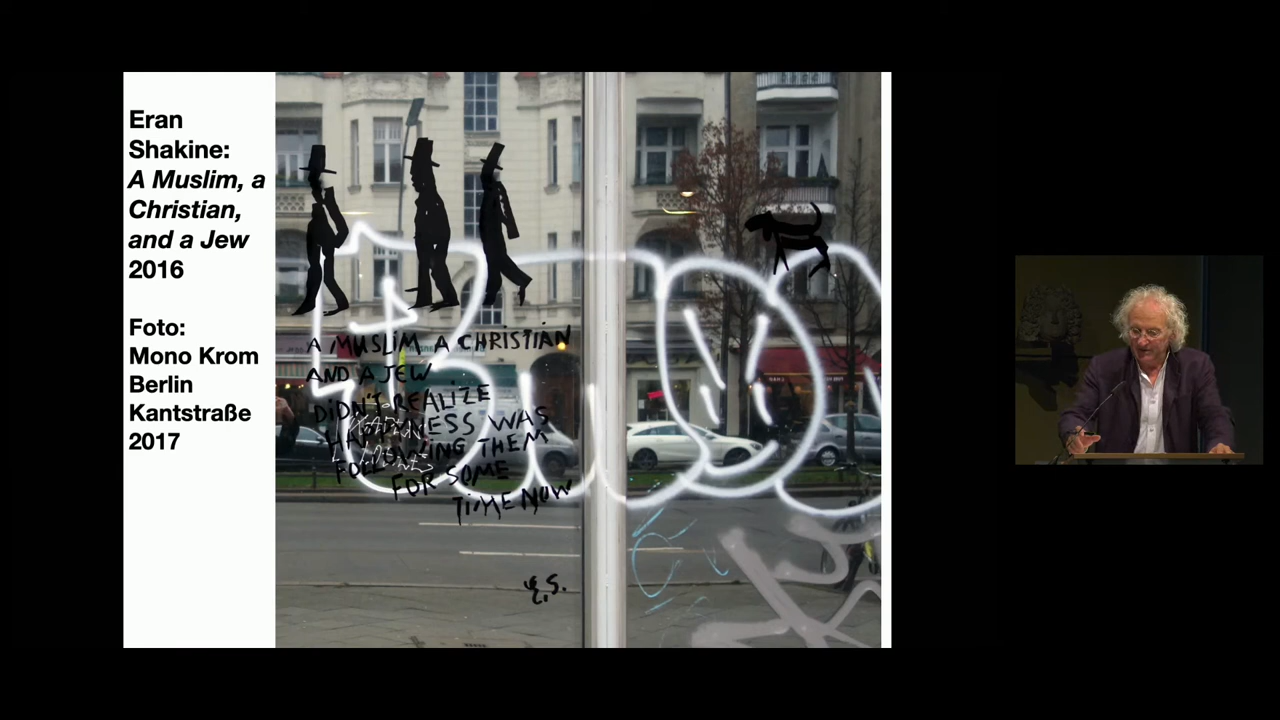 Eran
Shakine:
A Muslim, a
Christian,
and a Jew
2016
Foto:
Mono Krom
Berlin
Kantstraße
2017
A MUSLIM A CHRISTIAN
AND A JEW
DIDN'T REALIZE
HAPPINESS WAS
FOLLOWING THEM
FOR SOME
TIME NOW
E.S.